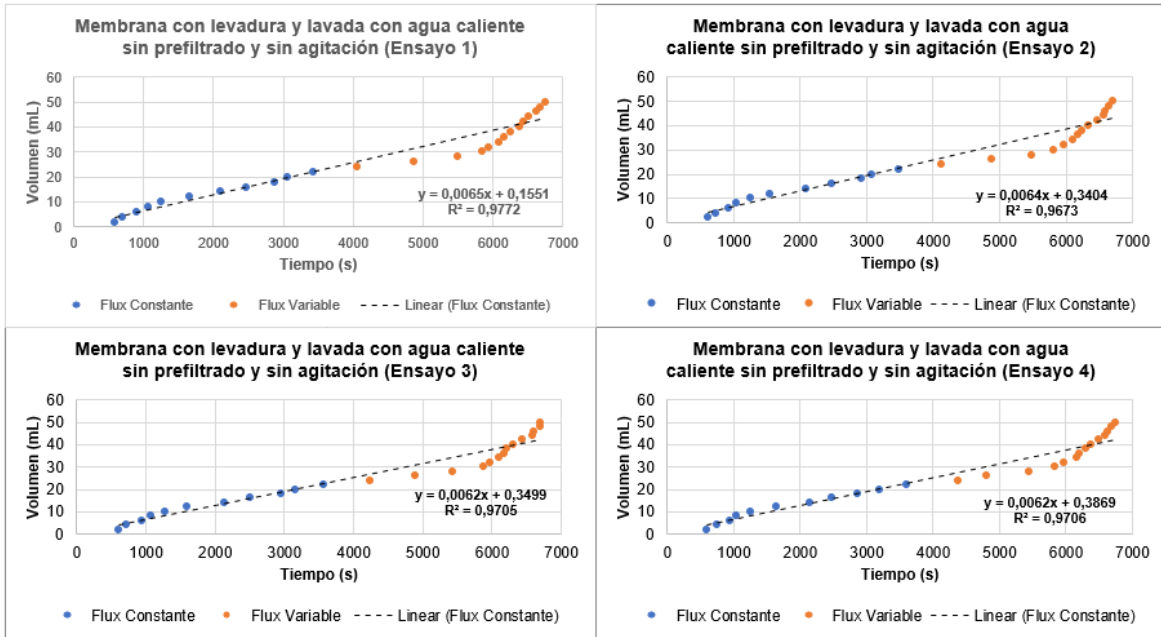 Membrana con levadura y lavada con agua caliente
sin prefiltrado y sin agitación (Ensayo 1)
Volumen (mL)
60
50
40
30
20
10
0
y = 0,0065x + 0,1551
R² = 0,9772
0 1000 2000 3000 4000 5000 6000 7000
Tiempo (s)
Flux Constante Flux Variable Linear (Flux Constante)
Membrana con levadura y lavada con agua
caliente sin prefiltrado y sin agitación (Ensayo 2)
Volumen (mL)
60
50
40
30
20
10
0
y = 0,0064x + 0,3404
R² = 0,9673
0 1000 2000 3000 4000 5000 6000 7000
Tiempo (s)
Flux Constante Flux Variable Linear (Flux Constante)
Membrana con levadura y lavada con agua caliente
sin prefiltrado y sin agitación (Ensayo 3)
Volumen (mL)
60
50
40
30
20
10
0
y = 0,0062x + 0,3499
R² = 0,9705
0 1000 2000 3000 4000 5000 6000 7000
Tiempo (s)
Flux Constante Flux Variable Linear (Flux Constante)
Membrana con levadura y lavada con agua
caliente sin prefiltrado y sin agitación (Ensayo 4)
Volumen (mL)
60
50
40
30
20
10
0
y = 0,0062x + 0,3869
R² = 0,9706
0 1000 2000 3000 4000 5000 6000 7000
Tiempo (s)
Flux Constante Flux Variable Linear (Flux Constante)